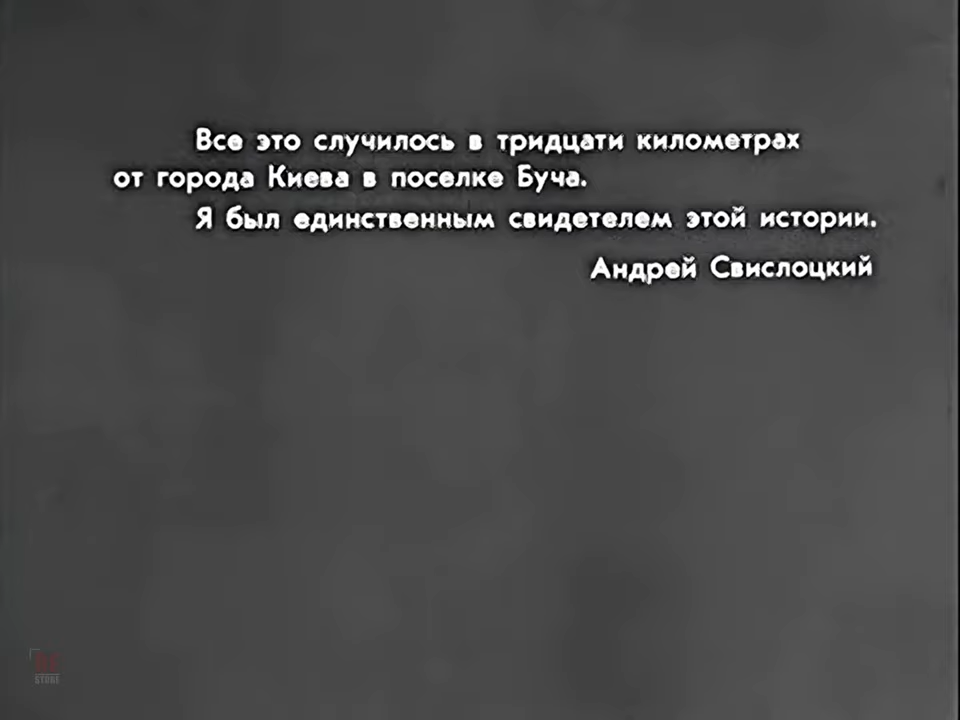 Все это случилось в тридцати километрах
от города Киева в поселке Буча.
Я был единственным свидетелем этой истории.
Андрей Свислоцкий